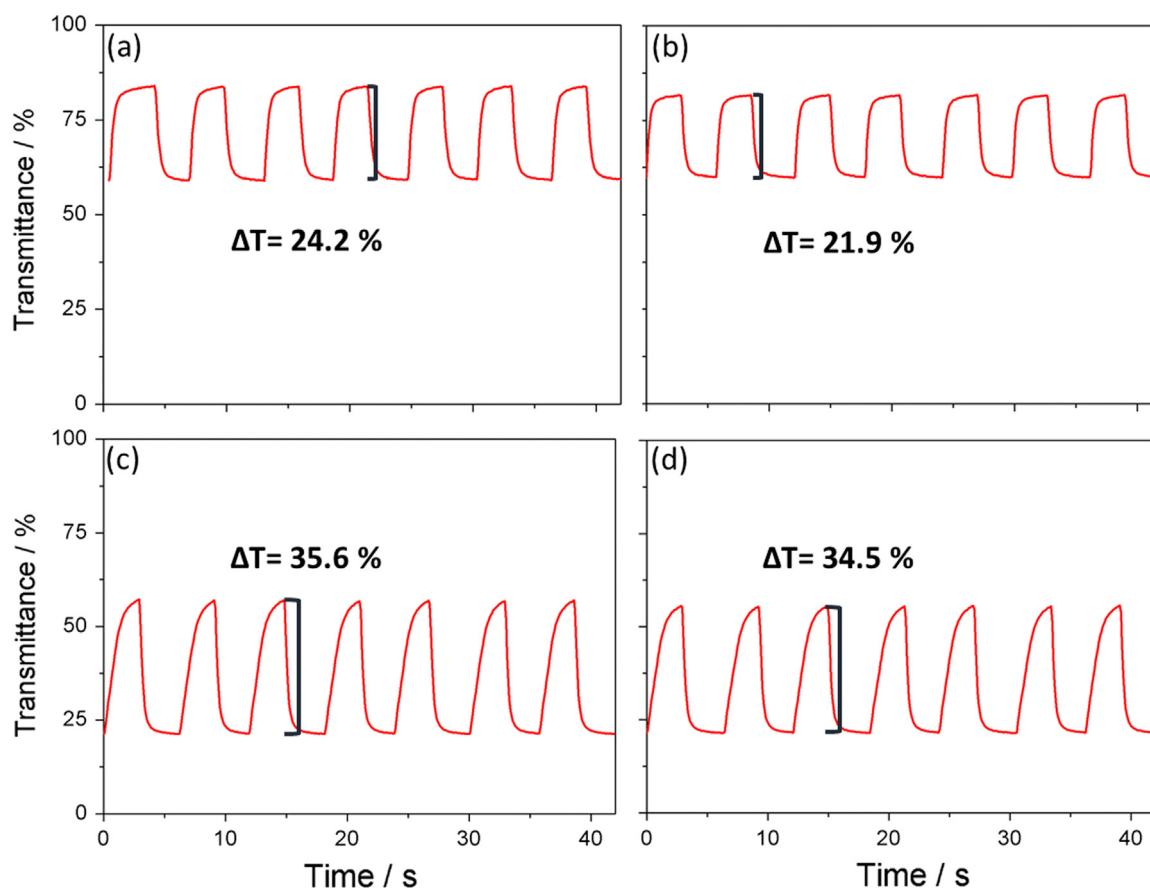 (a)
(b)
100
75
50
25
0
Transmittance / %
ΔT= 24.2 %
ΔT= 21.9 %
(c)
(d)
100
75
50
25
0
Transmittance / %
ΔT= 35.6 %
ΔT= 34.5 %
0 10 20 30 40
0 10 20 30 40
Time / s
Time / s